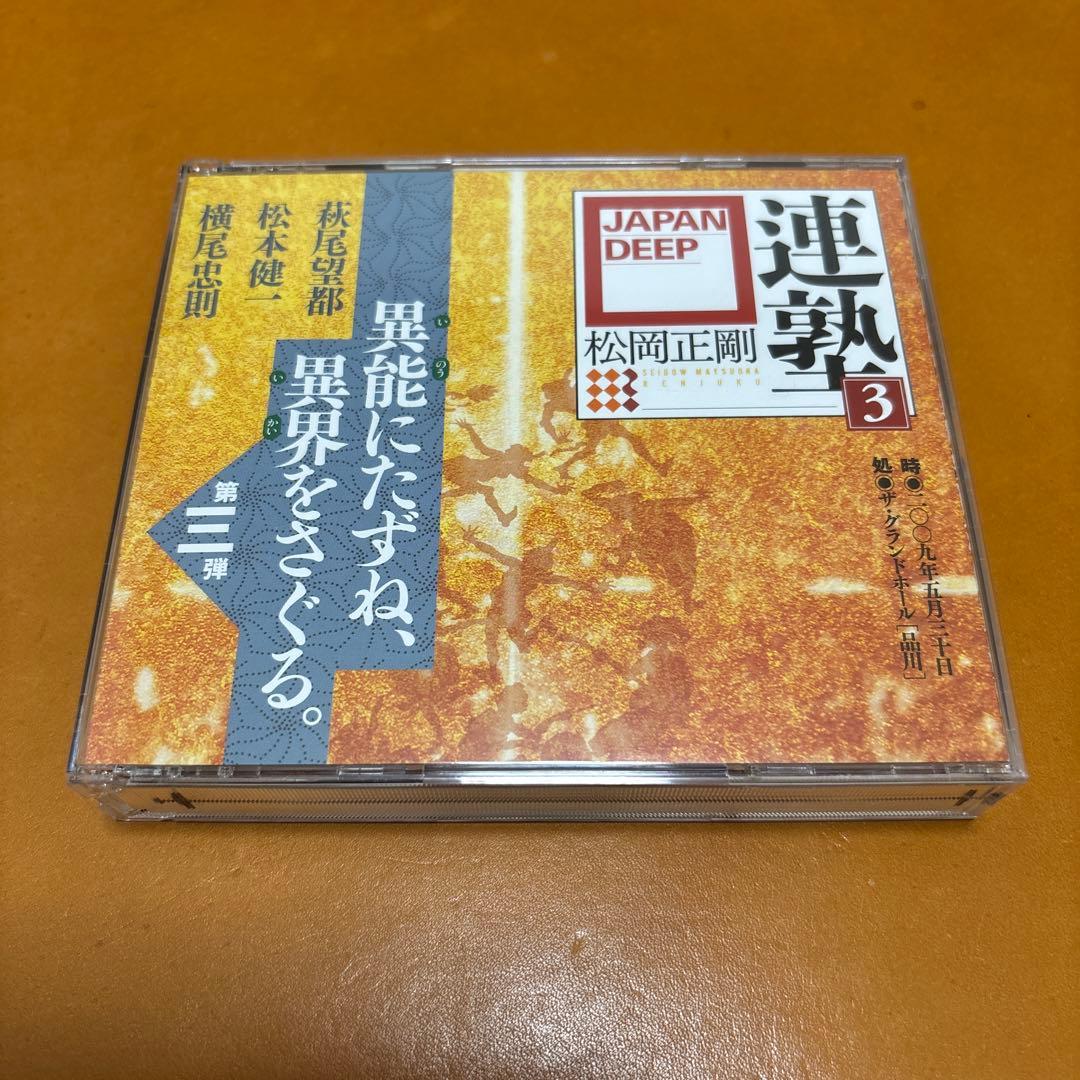 連塾
3
JAPAN
DEEP
松岡正剛
SEIGOW MATSUOKA
RENJUKU
時●二〇〇九年五月三十日
処●ザ・グランドホール[品川]
異能にたずね、
いのう
異界をさぐる。
いかい
第三弾
萩尾望都
松本健一
横尾忠則